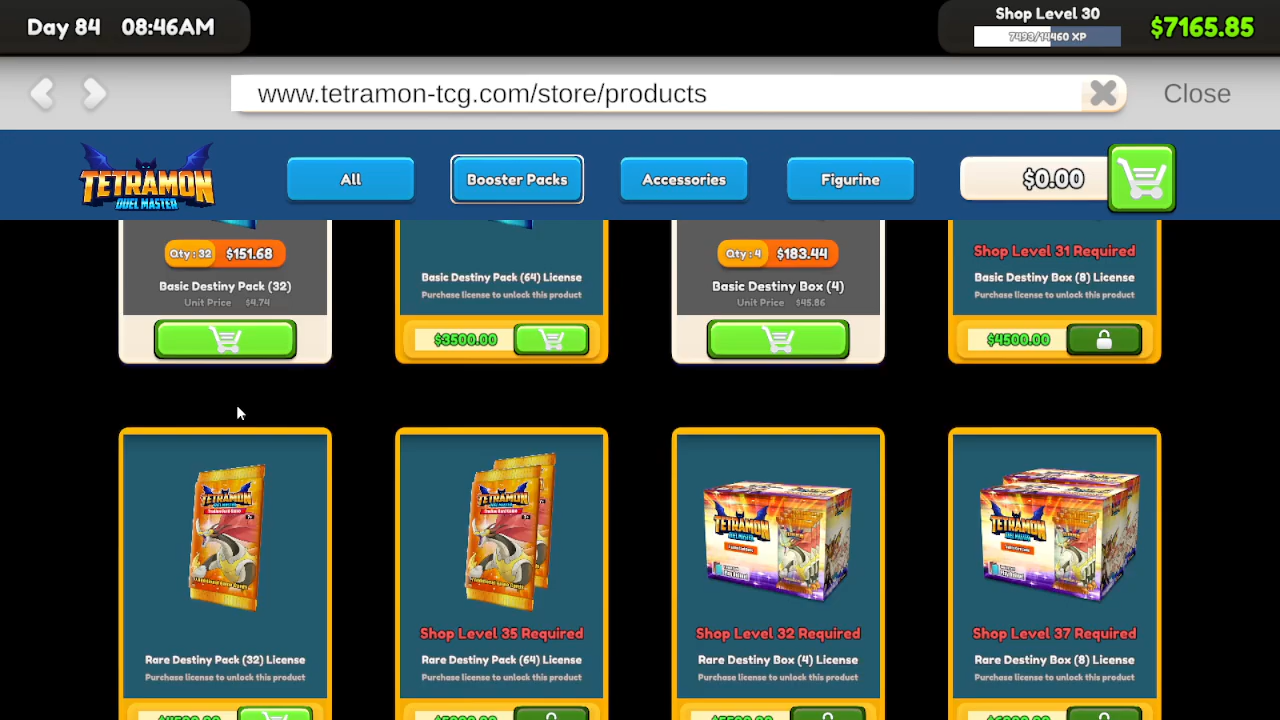 Day 84 08:46AM
Shop Level 30
7493/14460 XP
$7165.85
www.tetramon-tcg.com/store/products
Close
TETRAMON
DUEL MASTER
All
Booster Packs
Accessories
Figurine
$0.00
Qty : 32 $151.68
Basic Destiny Pack (32)
Unit Price $4.74
Basic Destiny Pack (64) License
Purchase license to unlock this product
$3500.00
Qty : 4 $183.44
Basic Destiny Box (4)
Unit Price $45.86
Shop Level 31 Required
Basic Destiny Box (8) License
Purchase license to unlock this product
$4500.00
TETRAMON
Rare Destiny Pack (32) License
Purchase license to unlock this product
TETRAMON
Shop Level 35 Required
Rare Destiny Pack (64) License
Purchase license to unlock this product
TETRAMON
Shop Level 32 Required
Rare Destiny Box (4) License
Purchase license to unlock this product
TETRAMON
Shop Level 37 Required
Rare Destiny Box (8) License
Purchase license to unlock this product